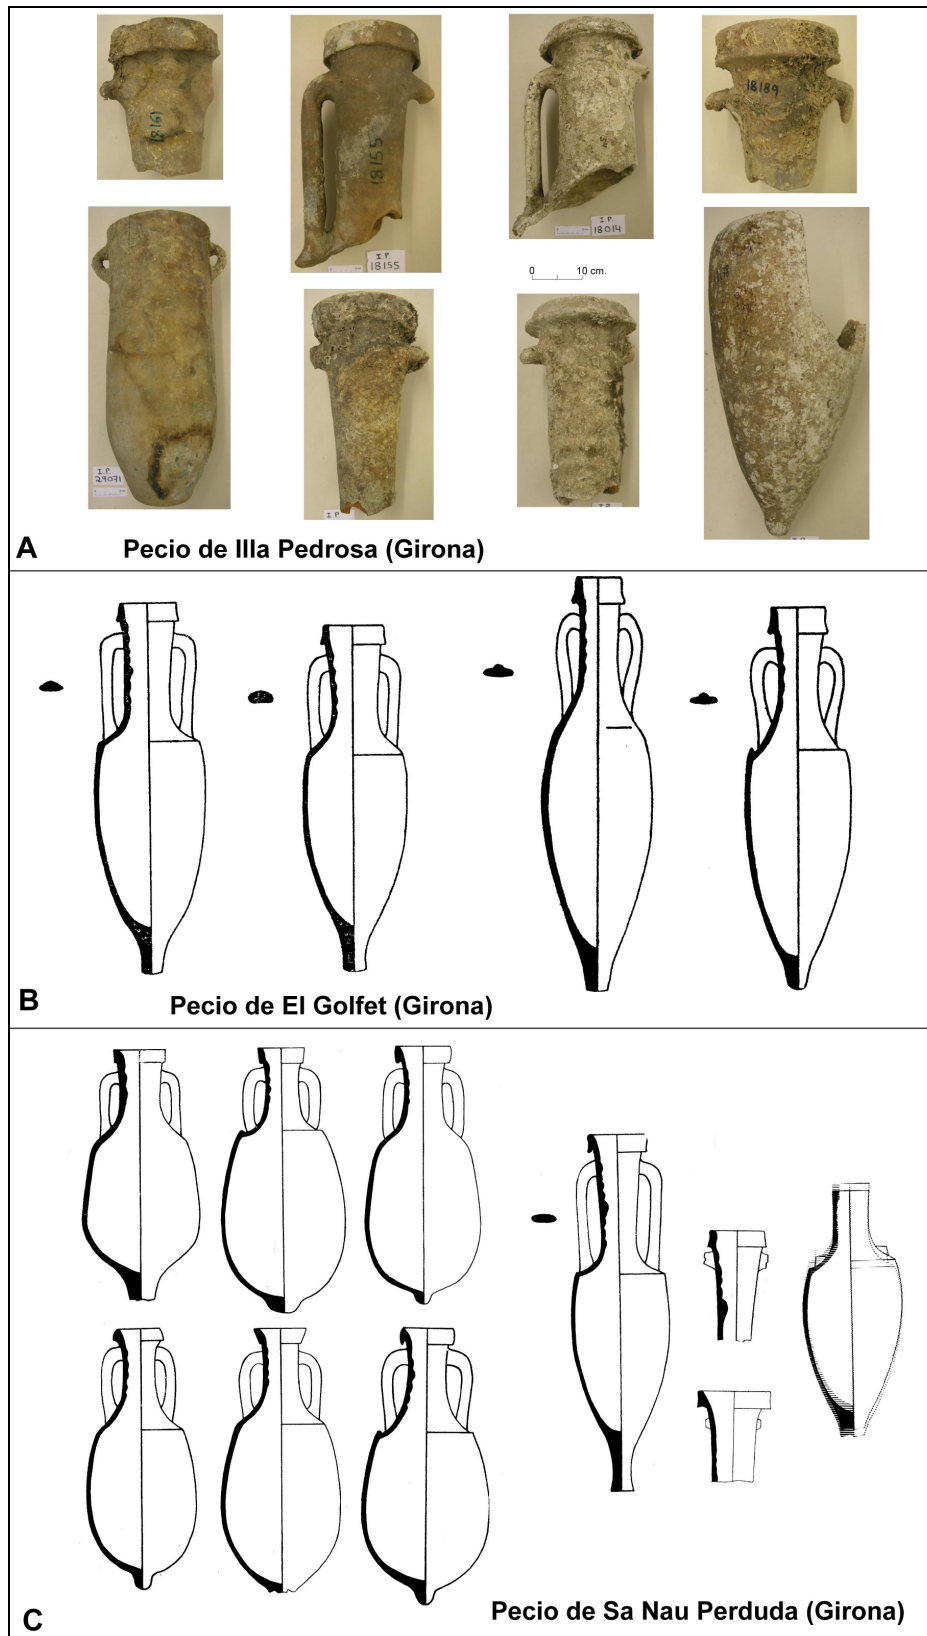 18161
18155
18189
I.P.
18155
I.P.
18014
0 10 cm.
I.P.
29071
I.P.
I.P.
A
Pecio de Illa Pedrosa (Girona)
B
Pecio de El Golfet (Girona)
C
Pecio de Sa Nau Perduda (Girona)